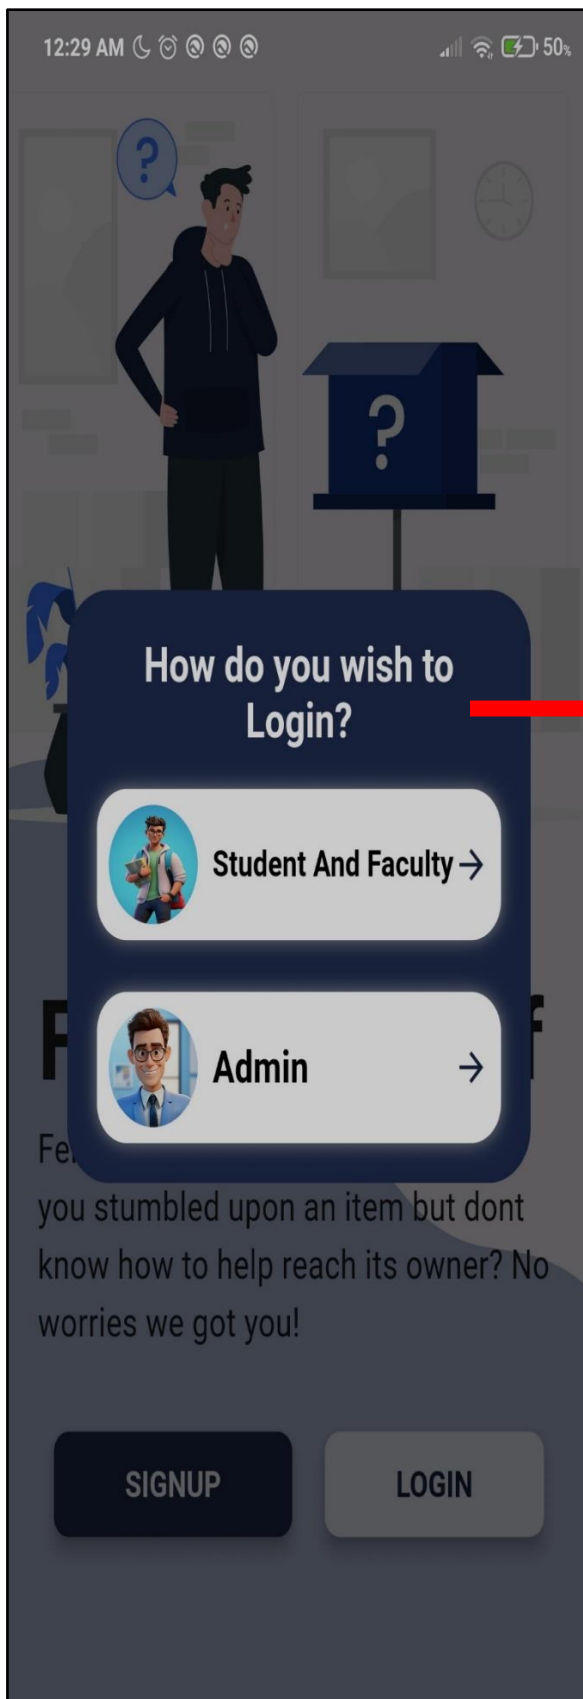 12:29 AM
50%
?
?
How do you wish to
Login?
Student And Faculty
Admin
F f
Fe
you stumbled upon an item but dont
know how to help reach its owner? No
worries we got you!
SIGNUP LOGIN